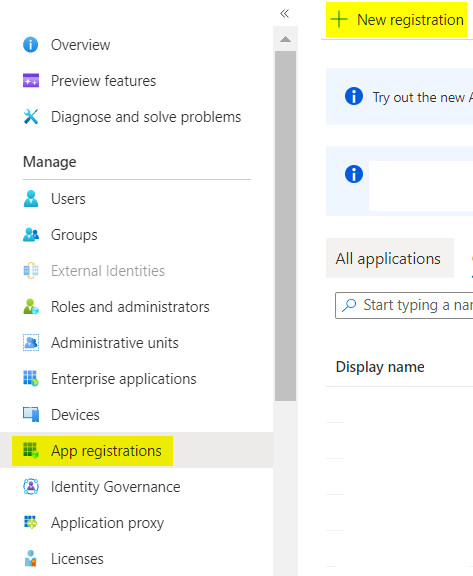 Overview
Preview features
Diagnose and solve problems
Manage
Users
Groups
External Identities
Roles and administrators
Administrative units
Enterprise applications
Devices
App registrations
Identity Governance
Application proxy
Licenses
New registration
Try out the new
All applications
Start typing a
Display name